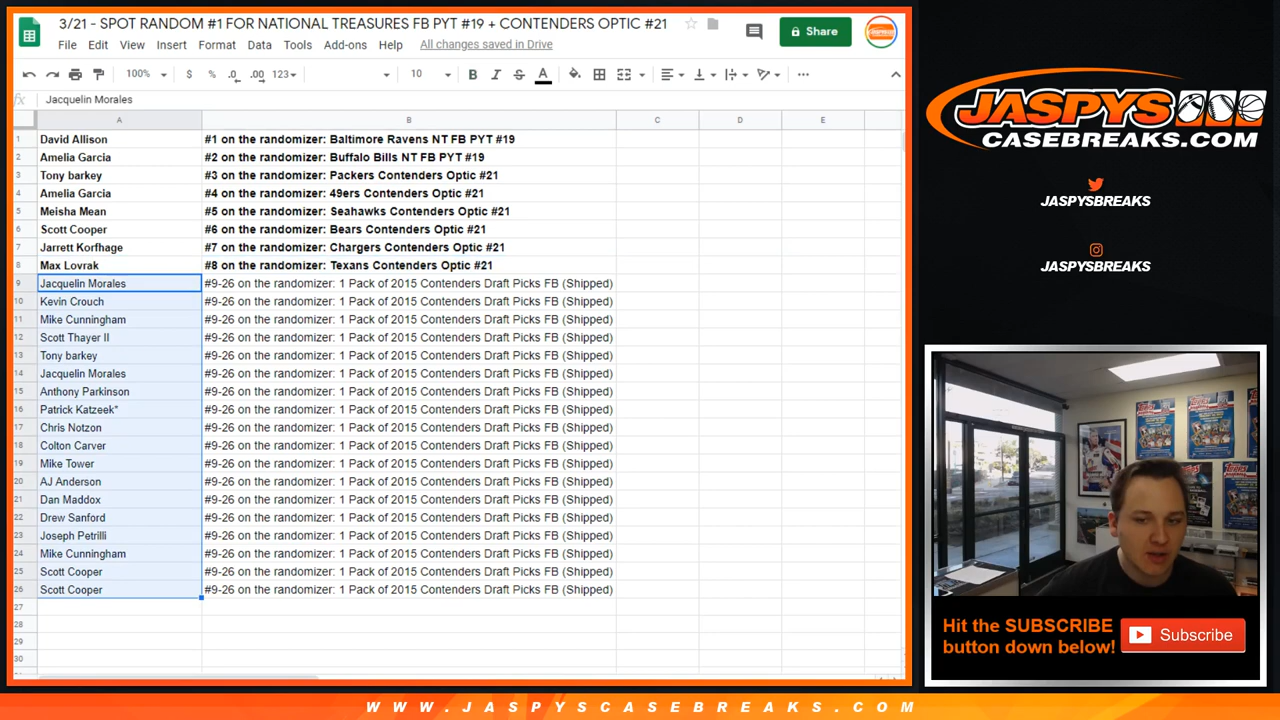 3/21 - SPOT RANDOM #1 FOR NATIONAL TREASURES FB PYT #19 + CONTENDERS OPTIC #21
File Edit View Insert Format Data Tools Add-ons Help All changes saved in Drive
Share
100% $ % .0 .00 123 10 B I S A
fx Jacquelin Morales
A B C D E
1 David Allison #1 on the randomizer: Baltimore Ravens NT FB PYT #19
2 Amelia Garcia #2 on the randomizer: Buffalo Bills NT FB PYT #19
3 Tony barkey #3 on the randomizer: Packers Contenders Optic #21
4 Amelia Garcia #4 on the randomizer: 49ers Contenders Optic #21
5 Meisha Mean #5 on the randomizer: Seahawks Contenders Optic #21
6 Scott Cooper #6 on the randomizer: Bears Contenders Optic #21
7 Jarrett Korfhage #7 on the randomizer: Chargers Contenders Optic #21
8 Max Lovrak #8 on the randomizer: Texans Contenders Optic #21
9 Jacquelin Morales #9-26 on the randomizer: 1 Pack of 2015 Contenders Draft Picks FB (Shipped)
10 Kevin Crouch #9-26 on the randomizer: 1 Pack of 2015 Contenders Draft Picks FB (Shipped)
11 Mike Cunningham #9-26 on the randomizer: 1 Pack of 2015 Contenders Draft Picks FB (Shipped)
12 Scott Thayer II #9-26 on the randomizer: 1 Pack of 2015 Contenders Draft Picks FB (Shipped)
13 Tony barkey #9-26 on the randomizer: 1 Pack of 2015 Contenders Draft Picks FB (Shipped)
14 Jacquelin Morales #9-26 on the randomizer: 1 Pack of 2015 Contenders Draft Picks FB (Shipped)
15 Anthony Parkinson #9-26 on the randomizer: 1 Pack of 2015 Contenders Draft Picks FB (Shipped)
16 Patrick Katzeek" #9-26 on the randomizer: 1 Pack of 2015 Contenders Draft Picks FB (Shipped)
17 Chris Notzon #9-26 on the randomizer: 1 Pack of 2015 Contenders Draft Picks FB (Shipped)
18 Colton Carver #9-26 on the randomizer: 1 Pack of 2015 Contenders Draft Picks FB (Shipped)
19 Mike Tower #9-26 on the randomizer: 1 Pack of 2015 Contenders Draft Picks FB (Shipped)
20 AJ Anderson #9-26 on the randomizer: 1 Pack of 2015 Contenders Draft Picks FB (Shipped)
21 Dan Maddox #9-26 on the randomizer: 1 Pack of 2015 Contenders Draft Picks FB (Shipped)
22 Drew Sanford #9-26 on the randomizer: 1 Pack of 2015 Contenders Draft Picks FB (Shipped)
23 Joseph Petrilli #9-26 on the randomizer: 1 Pack of 2015 Contenders Draft Picks FB (Shipped)
24 Mike Cunningham #9-26 on the randomizer: 1 Pack of 2015 Contenders Draft Picks FB (Shipped)
25 Scott Cooper #9-26 on the randomizer: 1 Pack of 2015 Contenders Draft Picks FB (Shipped)
26 Scott Cooper #9-26 on the randomizer: 1 Pack of 2015 Contenders Draft Picks FB (Shipped)
27
28
29
30
JASPYS
CASEBREAKS.COM
JASPYSBREAKS
JASPYSBREAKS
Topps
Hit the SUBSCRIBE
button down below!
Subscribe
WWW.JASPYSCASEBREAKS.COM